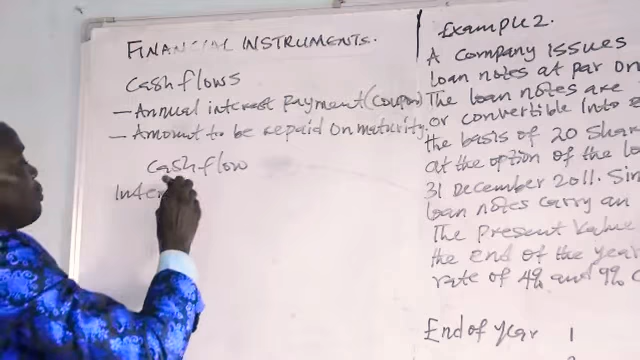 FINANCIAL INSTRUMENTS.
Cashflows
- Annual interest payment (coupon)
- Amount to be repaid on maturity.
Cashflow
Example 2.
A Company issues
loan notes at par on
The loan notes are
or convertible into
the basis of 20 shar
at the option of the lo
31 December 2011. Sin
loan notes carry an
The present value
the end of the year
rate of 4% and 9%
End of year 1